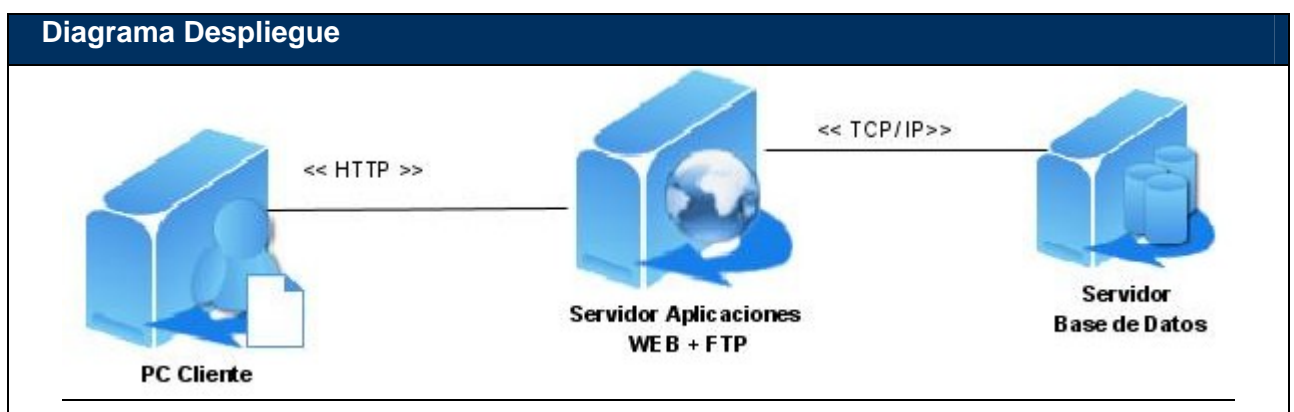 Diagrama Despliegue
<< HTTP >>
<< TCP/IP>>
PC Cliente
Servidor Aplicaciones
WEB + FTP
Servidor
Base de Datos